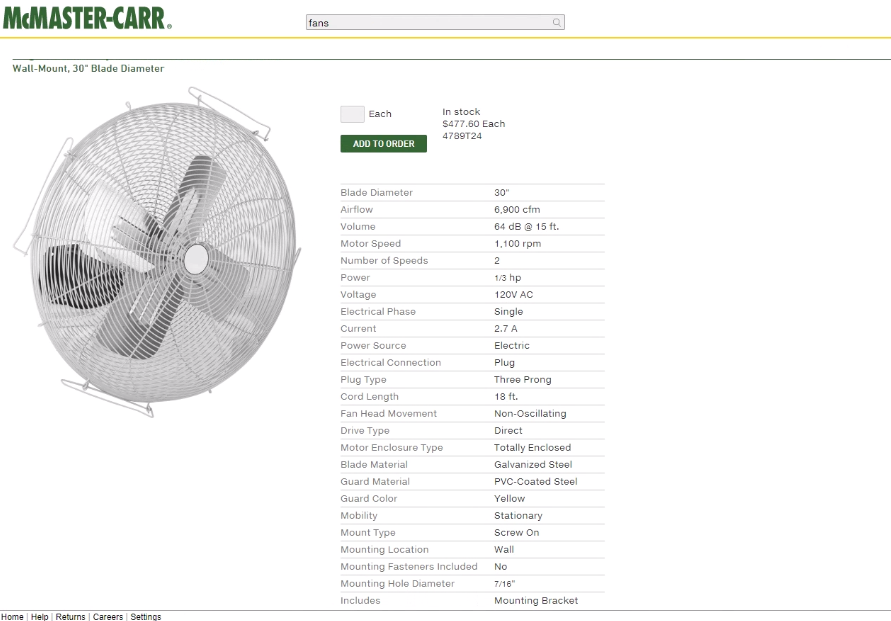 McMASTER-CARR®
fans
Wall-Mount, 30" Blade Diameter
Each
In stock
$477.60 Each
4789T24
ADD TO ORDER
Blade Diameter 30"
Airflow 6,900 cfm
Volume 64 dB @ 15 ft.
Motor Speed 1,100 rpm
Number of Speeds 2
Power 1/3 hp
Voltage 120V AC
Electrical Phase Single
Current 2.7 A
Power Source Electric
Electrical Connection Plug
Plug Type Three Prong
Cord Length 18 ft.
Fan Head Movement Non-Oscillating
Drive Type Direct
Motor Enclosure Type Totally Enclosed
Blade Material Galvanized Steel
Guard Material PVC-Coated Steel
Guard Color Yellow
Mobility Stationary
Mount Type Screw On
Mounting Location Wall
Mounting Fasteners Included No
Mounting Hole Diameter 7/16"
Includes Mounting Bracket
Home | Help | Returns | Careers | Settings